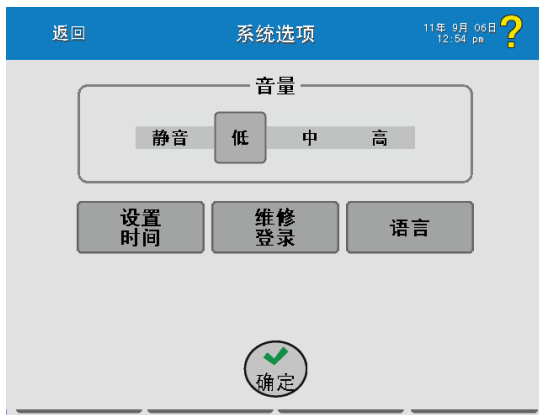 返回
系统选项
11年 9月 06日
12:54 pm
?
音量
静音 低 中 高
设置
时间
维修
登录
语言
确定